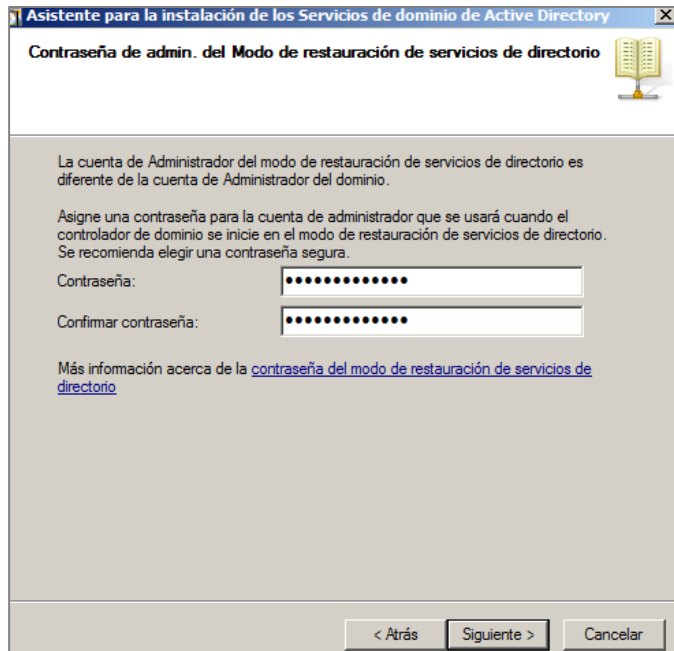 Asistente para la instalación de los Servicios de dominio de Active Directory
Contraseña de admin. del Modo de restauración de servicios de directorio
La cuenta de Administrador del modo de restauración de servicios de directorio es
diferente de la cuenta de Administrador del dominio.
Asigne una contraseña para la cuenta de administrador que se usará cuando el
controlador de dominio se inicie en el modo de restauración de servicios de directorio.
Se recomienda elegir una contraseña segura.
Contraseña: •••••••••••••
Confirmar contraseña: •••••••••••••
Más información acerca de la contraseña del modo de restauración de servicios de
directorio
< Atrás Siguiente > Cancelar